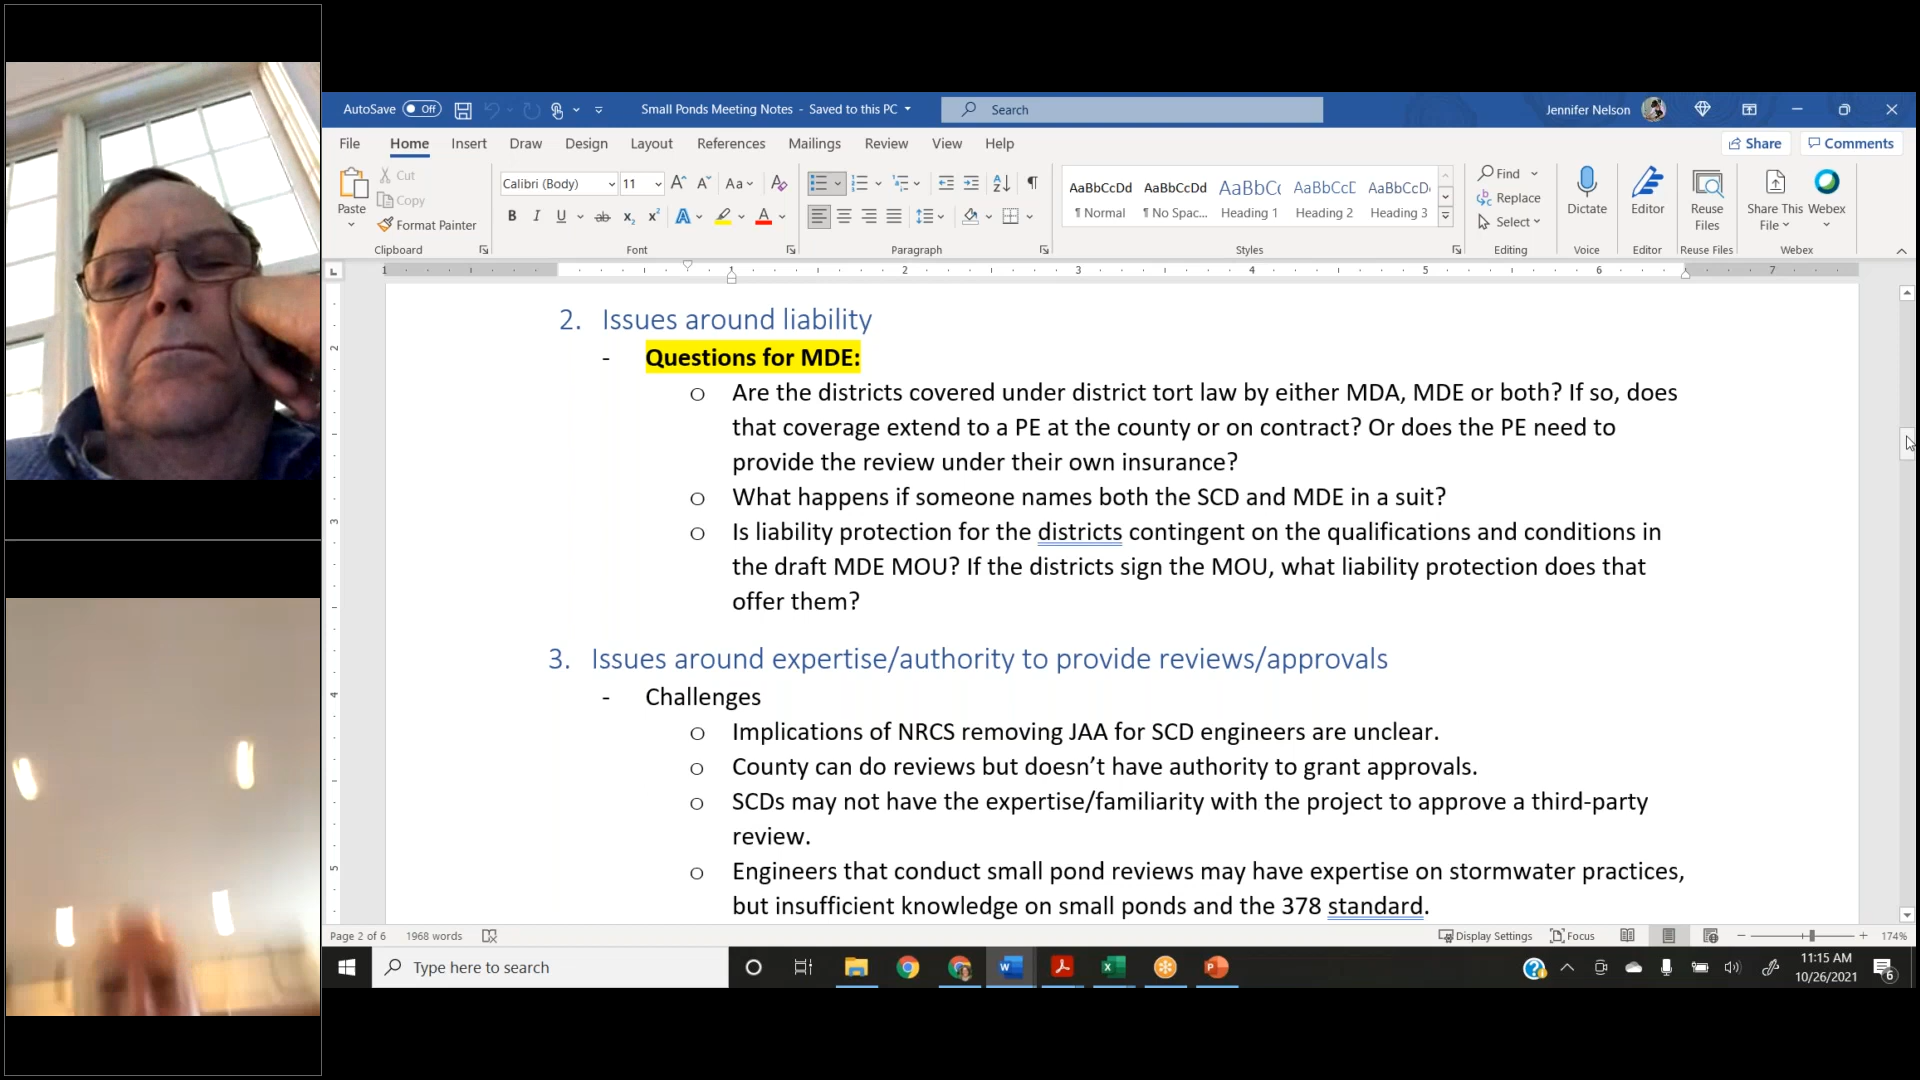 AutoSave Off Small Ponds Meeting Notes - Saved to this PC Search Jennifer Nelson
File Home Insert Draw Design Layout References Mailings Review View Help Share Comments
Paste Cut Copy Format Painter Clipboard
Calibri (Body) 11 Font
Paragraph
AaBbCcDd AaBbCcDd AaBbCc AaBbCcD AaBbCcD
¶ Normal ¶ No Spac... Heading 1 Heading 2 Heading 3 Styles
Find Replace Select Editing
Dictate Voice
Editor Editor
Reuse Files Reuse Files
Share This File Webex Webex
1 1 2 3 4 5 6 7
2. Issues around liability
- Questions for MDE:
o Are the districts covered under district tort law by either MDA, MDE or both? If so, does
that coverage extend to a PE at the county or on contract? Or does the PE need to
provide the review under their own insurance?
o What happens if someone names both the SCD and MDE in a suit?
o Is liability protection for the districts contingent on the qualifications and conditions in
the draft MDE MOU? If the districts sign the MOU, what liability protection does that
offer them?
3. Issues around expertise/authority to provide reviews/approvals
- Challenges
o Implications of NRCS removing JAA for SCD engineers are unclear.
o County can do reviews but doesn’t have authority to grant approvals.
o SCDs may not have the expertise/familiarity with the project to approve a third-party
review.
o Engineers that conduct small pond reviews may have expertise on stormwater practices,
but insufficient knowledge on small ponds and the 378 standard.
Page 2 of 6 1968 words Display Settings Focus 174%
Type here to search 11:15 AM
10/26/2021 6